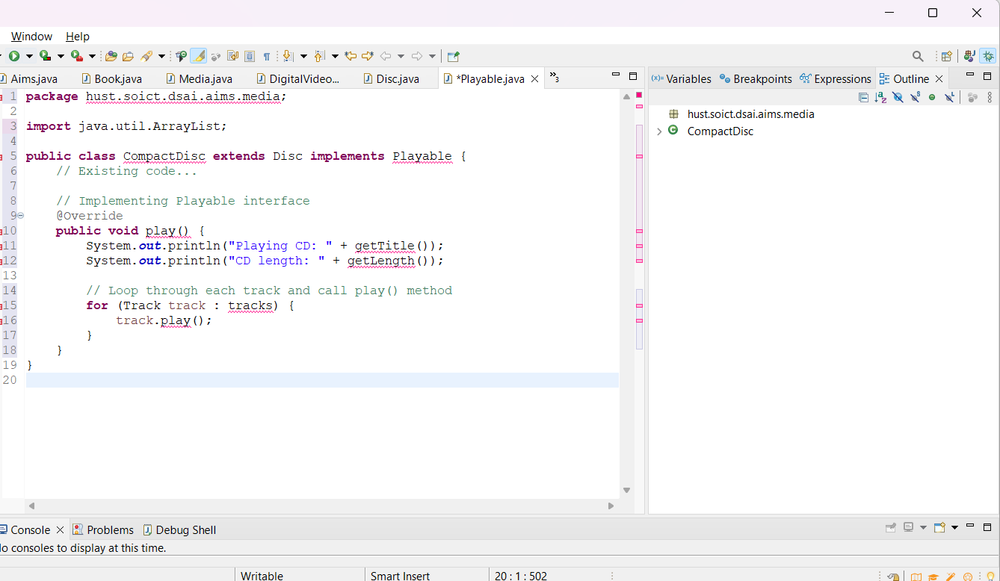 Window Help
Aims.java Book.java Media.java DigitalVideo... Disc.java *Playable.java »3
(x)= Variables Breakpoints Expressions Outline
1 package hust.soict.dsai.aims.media;
2
3 import java.util.ArrayList;
4
5 public class CompactDisc extends Disc implements Playable {
6 // Existing code...
7
8 // Implementing Playable interface
9 @Override
10 public void play() {
11 System.out.println("Playing CD: " + getTitle());
12 System.out.println("CD length: " + getLength());
13
14 // Loop through each track and call play() method
15 for (Track track : tracks) {
16 track.play();
17 }
18 }
19 }
20
hust.soict.dsai.aims.media
CompactDisc
Console Problems Debug Shell
lo consoles to display at this time.
Writable Smart Insert 20 : 1 : 502